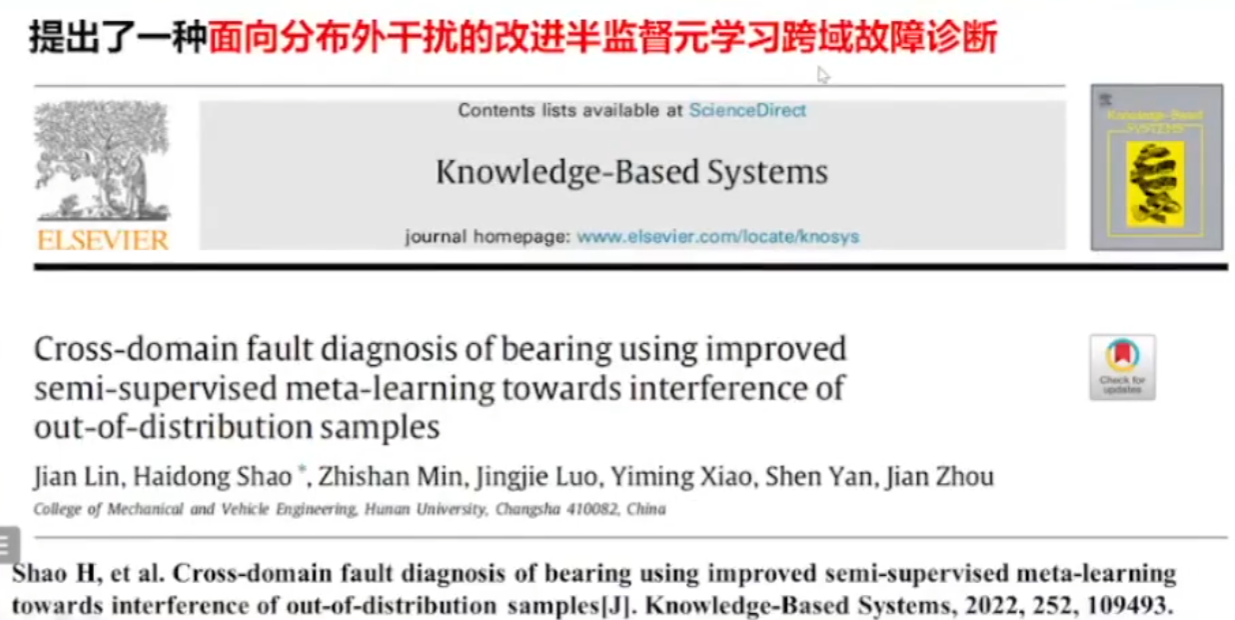 提出了一种面向分布外干扰的改进半监督元学习跨域故障诊断
Contents lists available at ScienceDirect
Knowledge-Based Systems
journal homepage: www.elsevier.com/locate/knosys
ELSEVIER
Knowledge-Based
SYSTEMS
Cross-domain fault diagnosis of bearing using improved
semi-supervised meta-learning towards interference of
out-of-distribution samples
Check for
updates
Jian Lin, Haidong Shao *, Zhishan Min, Jingjie Luo, Yiming Xiao, Shen Yan, Jian Zhou
College of Mechanical and Vehicle Engineering, Hunan University, Changsha 410082, China
Shao H, et al. Cross-domain fault diagnosis of bearing using improved semi-supervised meta-learning
towards interference of out-of-distribution samples[J]. Knowledge-Based Systems, 2022, 252, 109493.